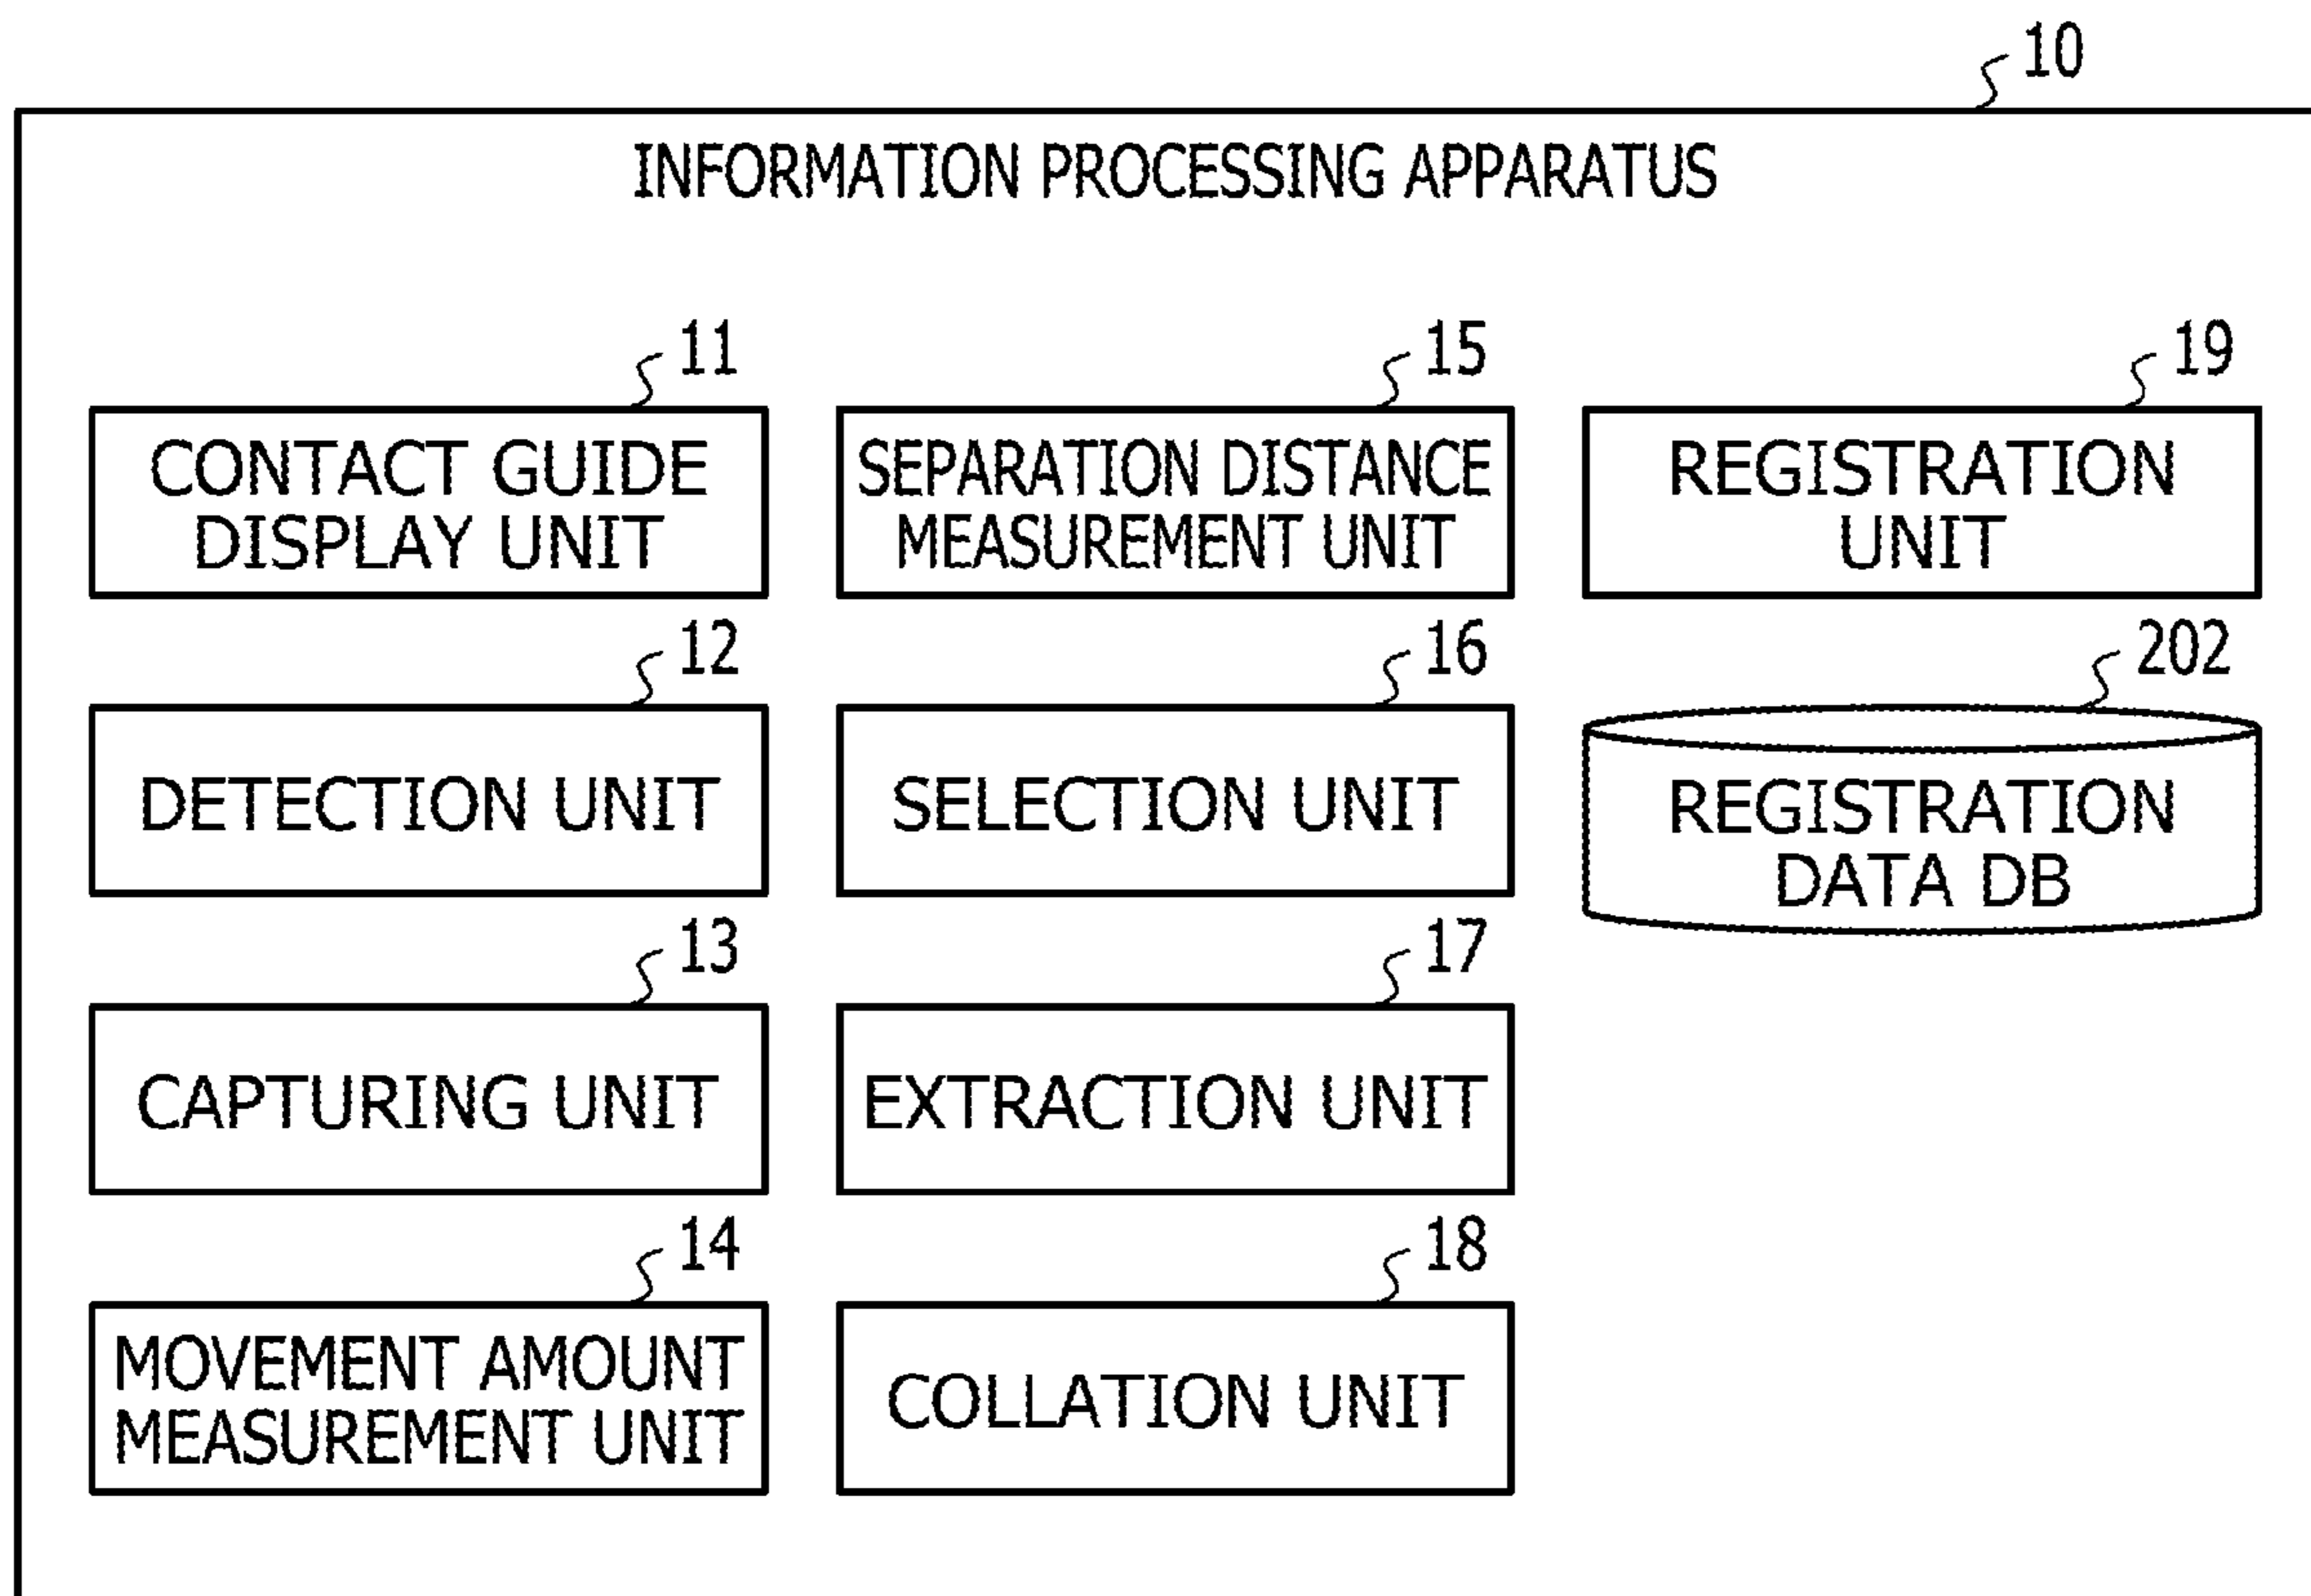 10
INFORMATION PROCESSING APPARATUS
11
CONTACT GUIDE
DISPLAY UNIT
12
DETECTION UNIT
13
CAPTURING UNIT
14
MOVEMENT AMOUNT
MEASUREMENT UNIT
15
SEPARATION DISTANCE
MEASUREMENT UNIT
16
SELECTION UNIT
17
EXTRACTION UNIT
18
COLLATION UNIT
19
REGISTRATION
UNIT
202
REGISTRATION
DATA DB